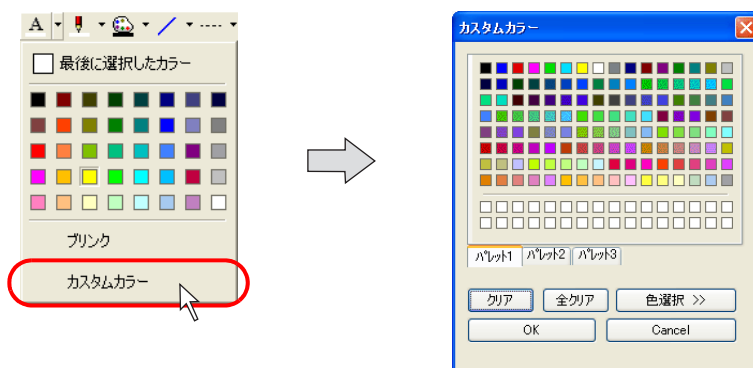 A
最後に選択したカラー
ブリンク
カスタムカラー
カスタムカラー
パレット1 パレット2 パレット3
クリア 全クリア 色選択 >>
OK Cancel